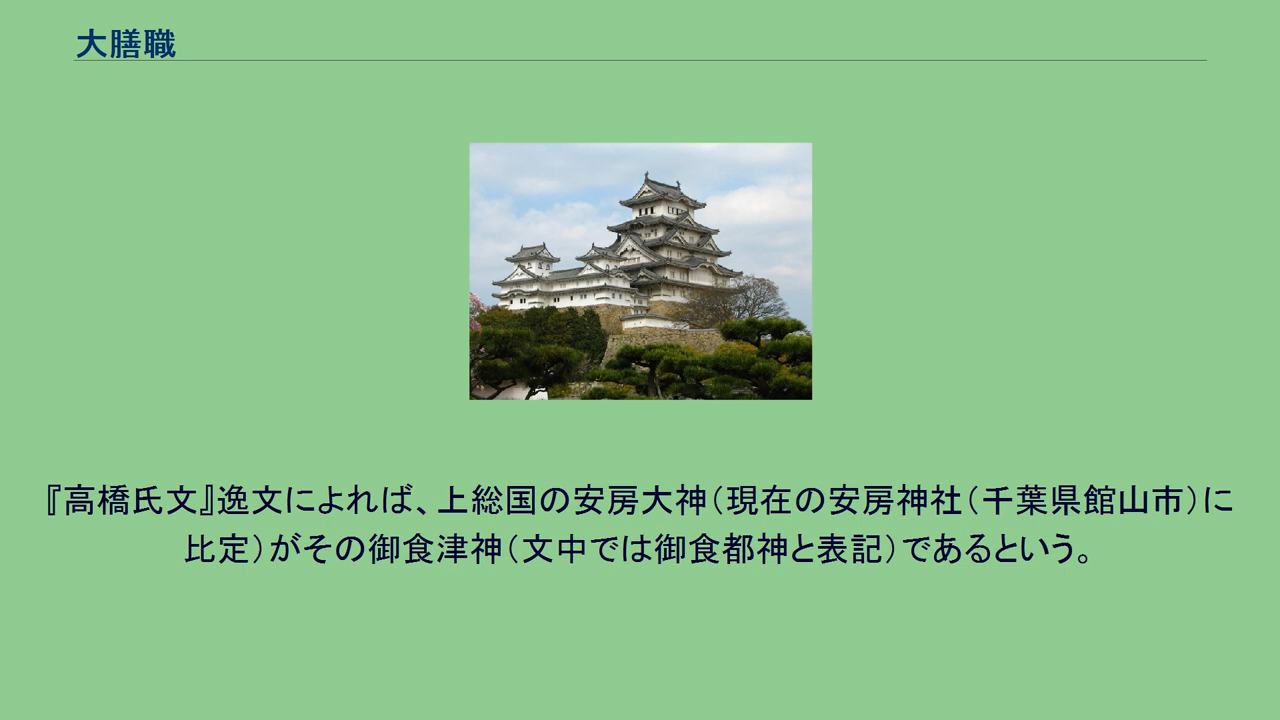 大膳職
『高橋氏文』逸文によれば、上総国の安房大神（現在の安房神社（千葉県館山市）に
比定）がその御食津神（文中では御食都神と表記）であるという。